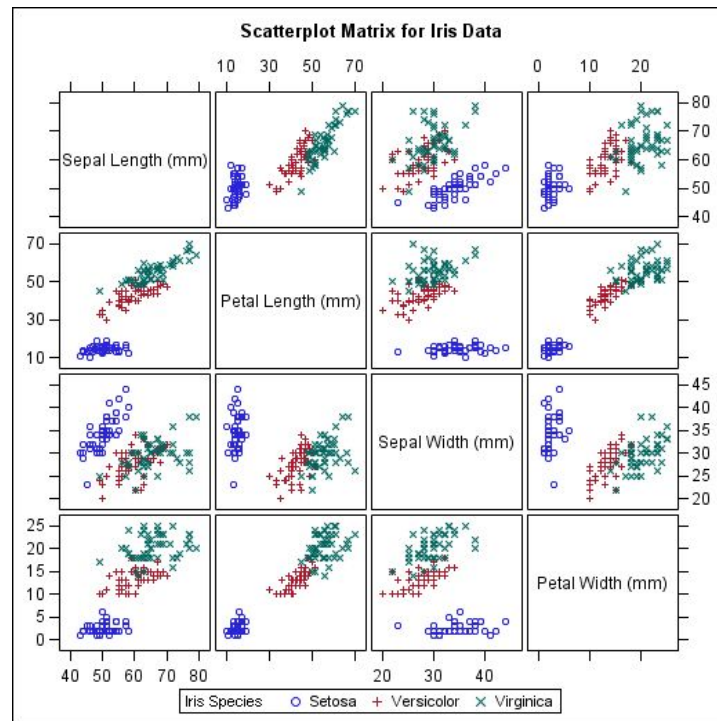 Scatterplot Matrix for Iris Data
10 30 50 70
0 10 20
Sepal Length (mm)
80
70
60
50
40
70
50
30
10
Petal Length (mm)
Sepal Width (mm)
45
40
35
30
25
20
25
20
15
10
5
0
Petal Width (mm)
40 50 60 70 80
20 30 40
Iris Species Setosa Versicolor Virginica